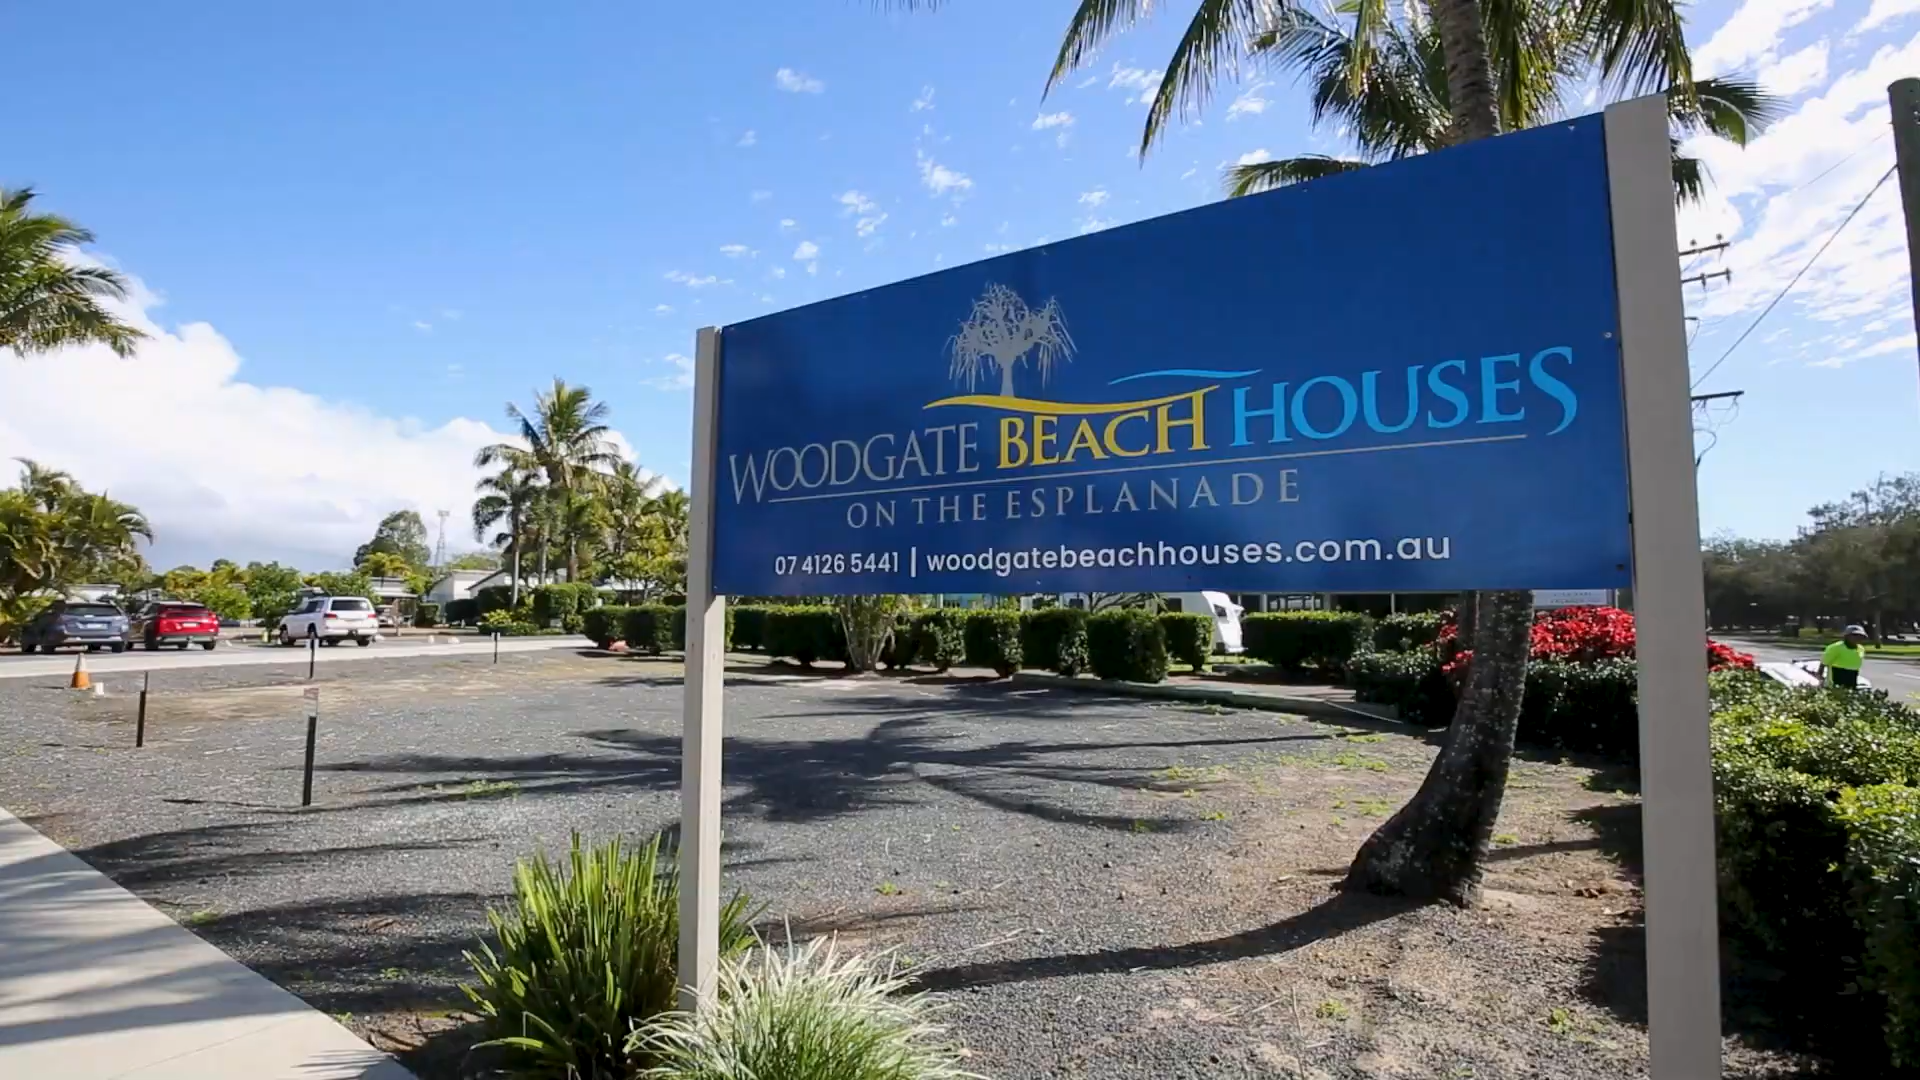 WOODGATE BEACH HOUSES
ON THE ESPLANADE
07 4126 5441 | woodgatebeachhouses.com.au